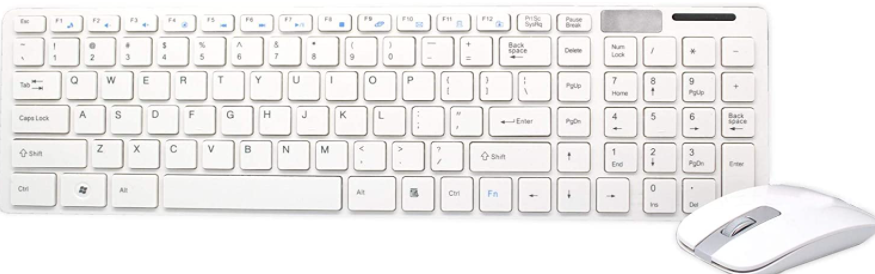 Esc F1 F2 F3 F4 F5 F6 F7 F8 F9 F10 F11 F12 PrtSc Pause
SysRq Break
~ ! @ # $ % ^ & * ( ) — + Back Delete Num / * −
` 1 2 3 4 5 6 7 8 9 0 - = space ← Lock
Tab Q W E R T Y U I O P { } | PgUp 7 8 9 +
[ ] \ Home ↑ PgUp
Caps Lock A S D F G H J K L : " ←Enter PgDn 4 5 6 Back
; ' ← → space ←
⇧ Shift Z X C V B N M < > ? ⇧ Shift ↑ 1 2 3 Enter
, . / End ↓ PgDn
Ctrl Alt Alt Ctrl Fn ← ↓ → 0 .
Ins Del